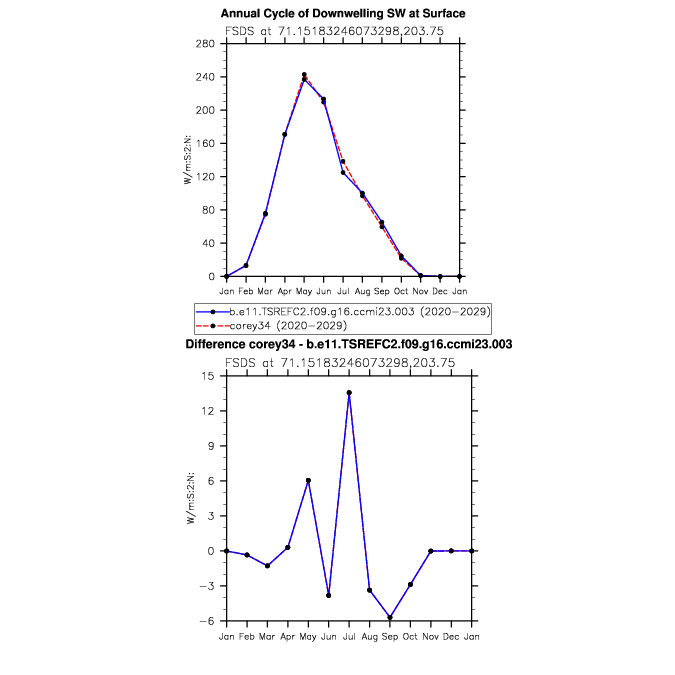 Annual Cycle of Downwelling SW at Surface
FSDS at 71.15183246073298,203.75
280
240
200
160
120
80
40
0
W/m:S:2:N:
Jan Feb Mar Apr May Jun Jul Aug Sep Oct Nov Dec Jan
b.e11.TSREFC2.f09.g16.ccmi23.003 (2020-2029)
corey34 (2020-2029)
Difference corey34 - b.e11.TSREFC2.f09.g16.ccmi23.003
FSDS at 71.15183246073298,203.75
15
12
9
6
3
0
-3
-6
W/m:S:2:N:
Jan Feb Mar Apr May Jun Jul Aug Sep Oct Nov Dec Jan